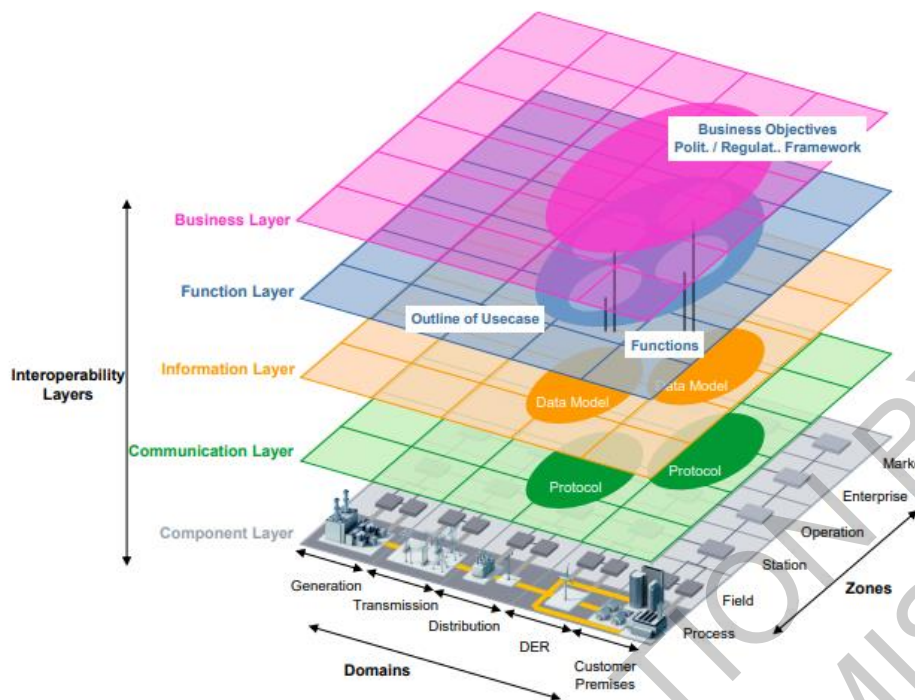 Business Objectives
Polit. / Regulat.. Framework
Business Layer
Function Layer
Outline of Usecase
Functions
Interoperability
Layers
Information Layer
Data Model
Data Model
Communication Layer
Protocol
Protocol
Component Layer
Marke
Enterprise
Operation
Station
Field
Process
Zones
Generation
Transmission
Distribution
DER
Customer
Premises
Domains